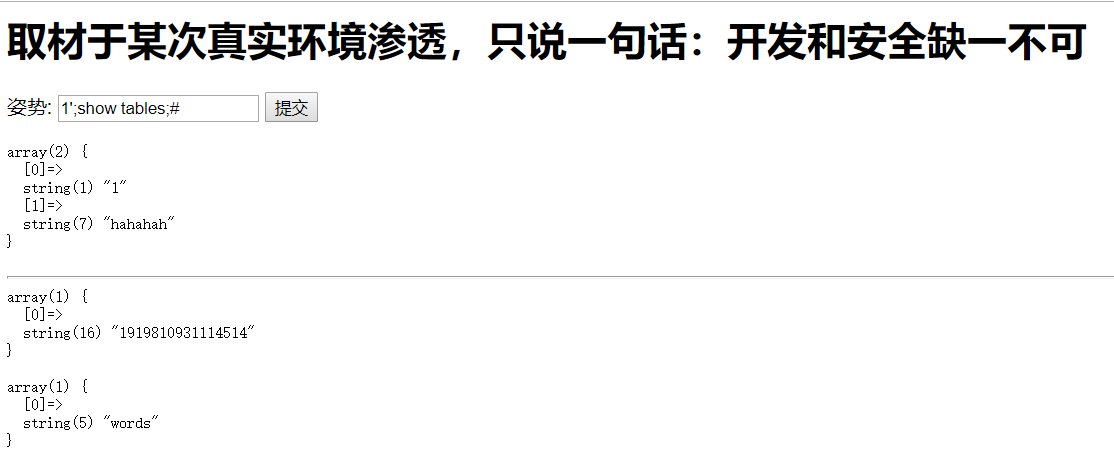 取材于某次真实环境渗透，只说一句话：开发和安全缺一不可
姿势: 1';show tables;# 提交
array(2) {
  [0]=>
  string(1) "1"
  [1]=>
  string(7) "hahahah"
}
array(1) {
  [0]=>
  string(16) "1919810931114514"
}
array(1) {
  [0]=>
  string(5) "words"
}